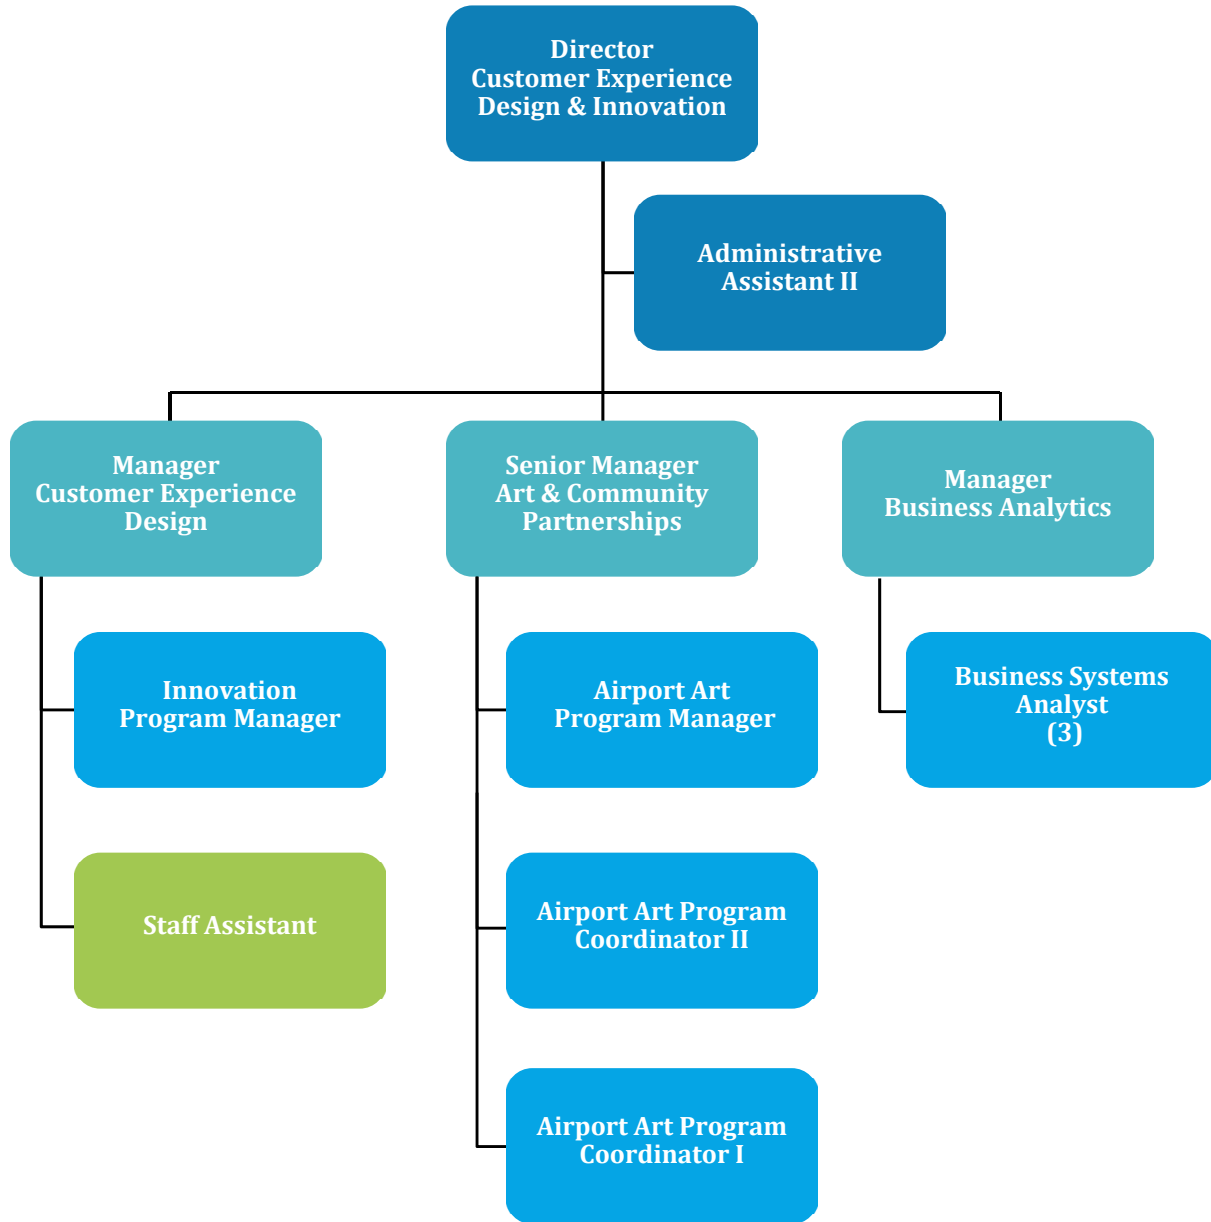 Director
Customer Experience
Design & Innovation
Administrative
Assistant II
Manager
Customer Experience
Design
Senior Manager
Art & Community
Partnerships
Manager
Business Analytics
Innovation
Program Manager
Airport Art
Program Manager
Business Systems
Analyst
(3)
Staff Assistant
Airport Art Program
Coordinator II
Airport Art Program
Coordinator I